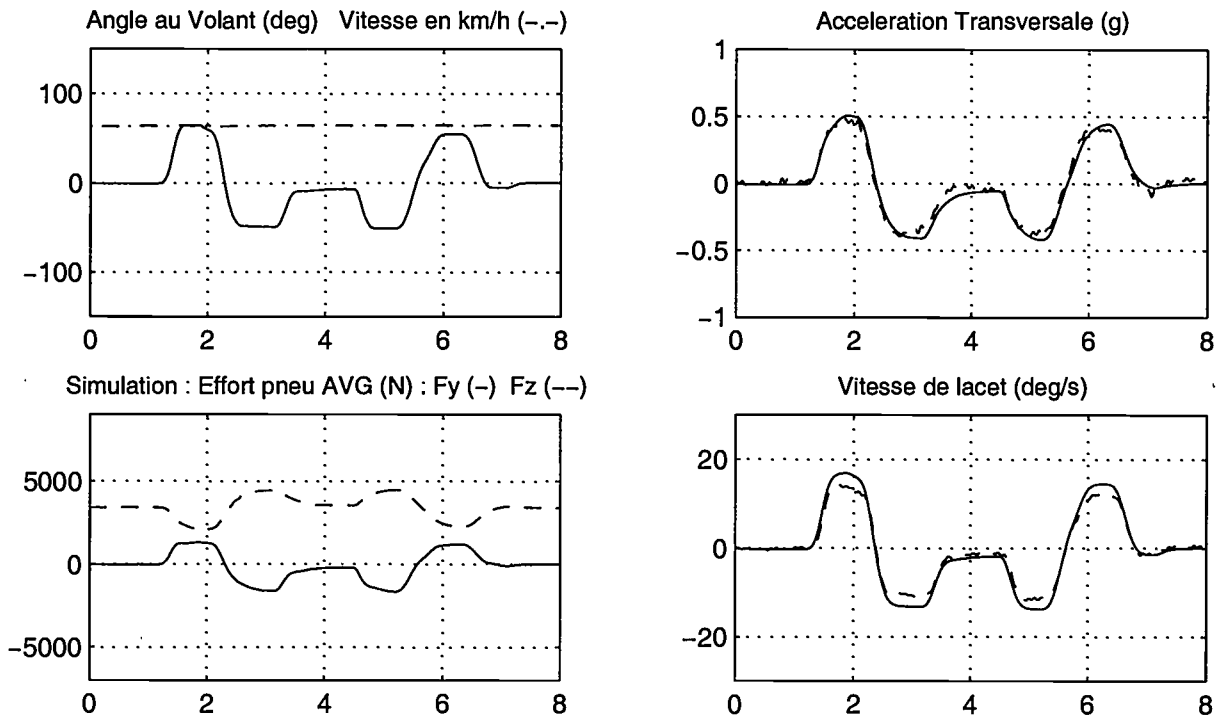 Angle au Volant (deg) Vitesse en km/h (−.−)
100
0
−100
0 2 4 6 8
Acceleration Transversale (g)
1
0.5
0
−0.5
−1
0 2 4 6 8
Simulation : Effort pneu AVG (N) : Fy (−) Fz (−−)
5000
0
−5000
0 2 4 6 8
Vitesse de lacet (deg/s)
20
0
−20
0 2 4 6 8